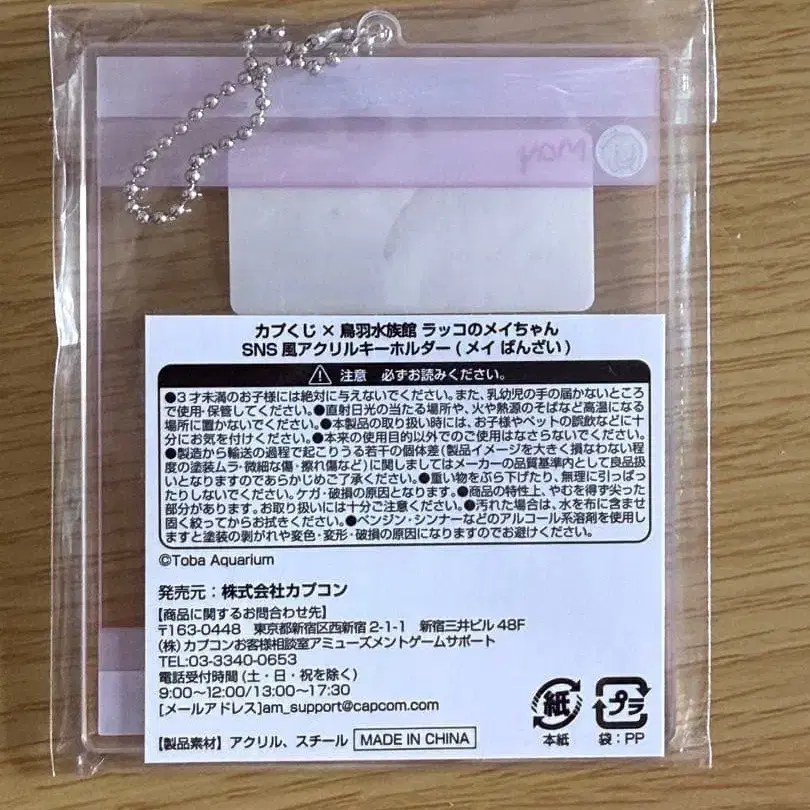 カプくじ × 鳥羽水族館 ラッコのメイちゃん
SNS 風アクリルキーホルダー ( メイ ばんざい )
注意 必ずお読みください。
●3 才未満のお子様には絶対に与えないでください。また、乳幼児の手の届かないところ
で使用・保管してください。●直射日光の当たる場所や、火や熱源のそばなど高温になる
場所に置かないでください。●本製品の取り扱い時には、お子様やペットの誤飲などに十
分にお気を付けください。●本来の使用目的以外でのご使用はなさらないでください。
●製造から輸送の過程で起こりうる若干の個体差(製品イメージを大きく損なわない程
度の塗装ムラ・微細な傷・擦れ傷など)に関しましてはメーカーの品質基準内として良品扱
いとなりますのであらかじめご了承ください。●重い物をぶら下げたり、無理に引っぱっ
たりしないでください。ケガ・破損の原因となります。●商品の特性上、やむを得ず尖った
部分があります。お取り扱いには十分ご注意ください。●汚れた場合は、水を布に含ませ
固く絞ってからお拭きください。●ベンジン・シンナーなどのアルコール系溶剤を使用し
ますと塗装の剥がれや変色・変形・破損の原因になりますのでお避けください。
©Toba Aquarium
発売元：株式会社カプコン
【商品に関するお問合わせ先】
〒163-0448 東京都新宿区西新宿 2-1-1 新宿三井ビル 48F
(株) カプコンお客様相談室アミューズメントゲームサポート
TEL:03-3340-0653
電話受付時間 (土・日・祝を除く)
9:00～12:00/13:00～17:30
[メールアドレス]am_support@capcom.com
【製品素材】 アクリル、スチール MADE IN CHINA
紙
本紙
プラ
袋：PP